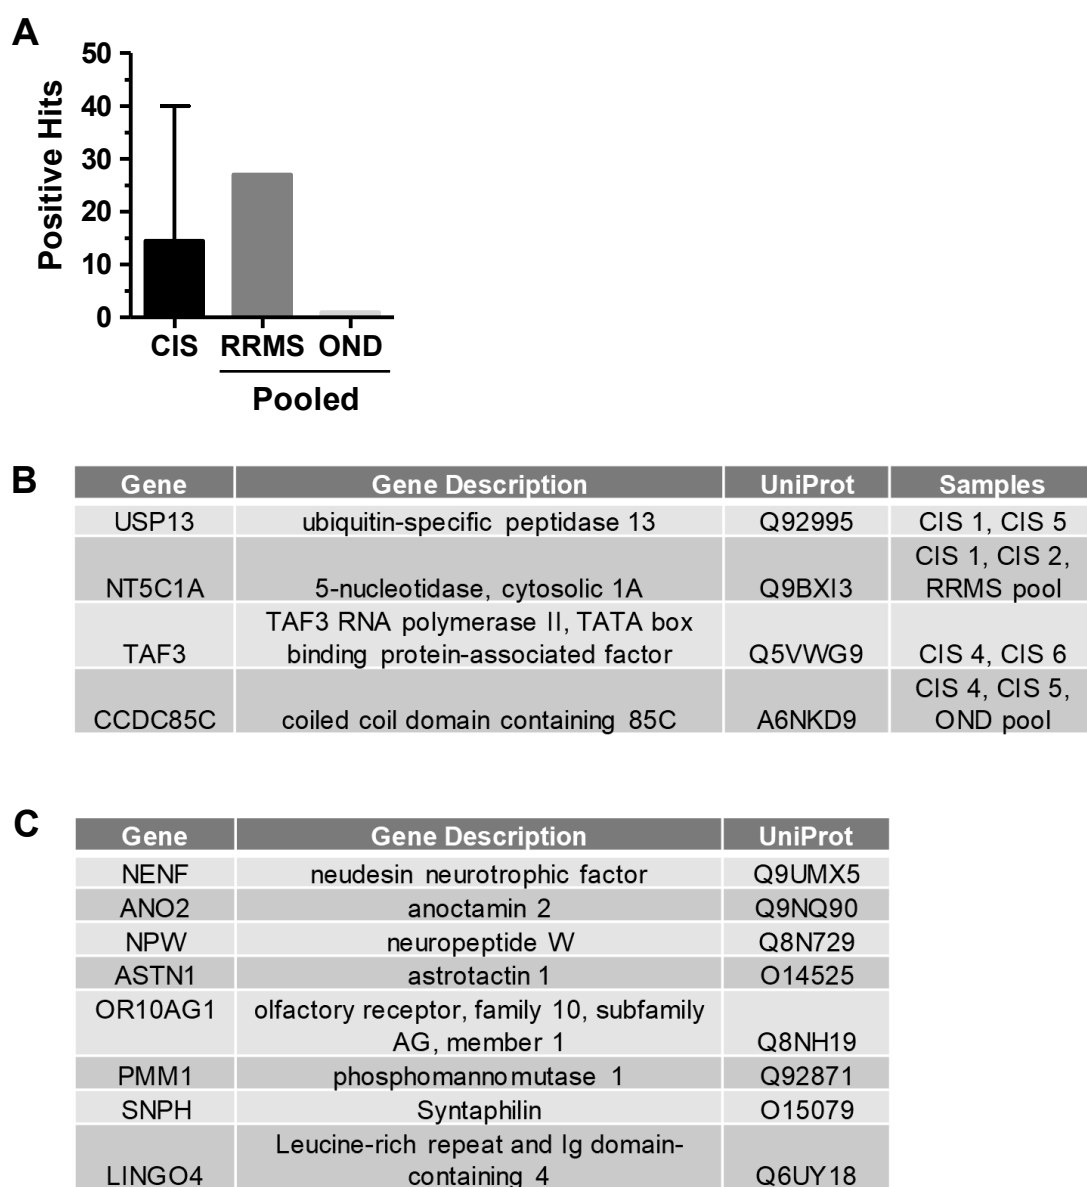 A
50
40
30
20
10
0
Positive Hits
CIS RRMS OND
Pooled
B
Gene Gene Description UniProt Samples
USP13 ubiquitin-specific peptidase 13 Q92995 CIS 1, CIS 5
CIS 1, CIS 2,
NT5C1A 5-nucleotidase, cytosolic 1A Q9BXI3 RRMS pool
TAF3 RNA polymerase II, TATA box
TAF3 binding protein-associated factor Q5VWG9 CIS 4, CIS 6
CIS 4, CIS 5,
CCDC85C coiled coil domain containing 85C A6NKD9 OND pool
C
Gene Gene Description UniProt
NENF neudesin neurotrophic factor Q9UMX5
ANO2 anoctamin 2 Q9NQ90
NPW neuropeptide W Q8N729
ASTN1 astrotactin 1 O14525
OR10AG1 olfactory receptor, family 10, subfamily
AG, member 1 Q8NH19
PMM1 phosphomannomutase 1 Q92871
SNPH Syntaphilin O15079
Leucine-rich repeat and Ig domain-
LINGO4 containing 4 Q6UY18